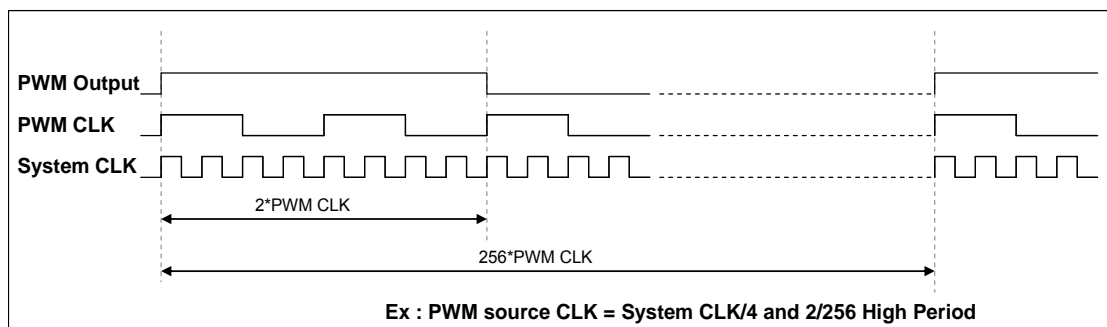 PWM Output
PWM CLK
System CLK
2*PWM CLK
256*PWM CLK
Ex : PWM source CLK = System CLK/4 and 2/256 High Period